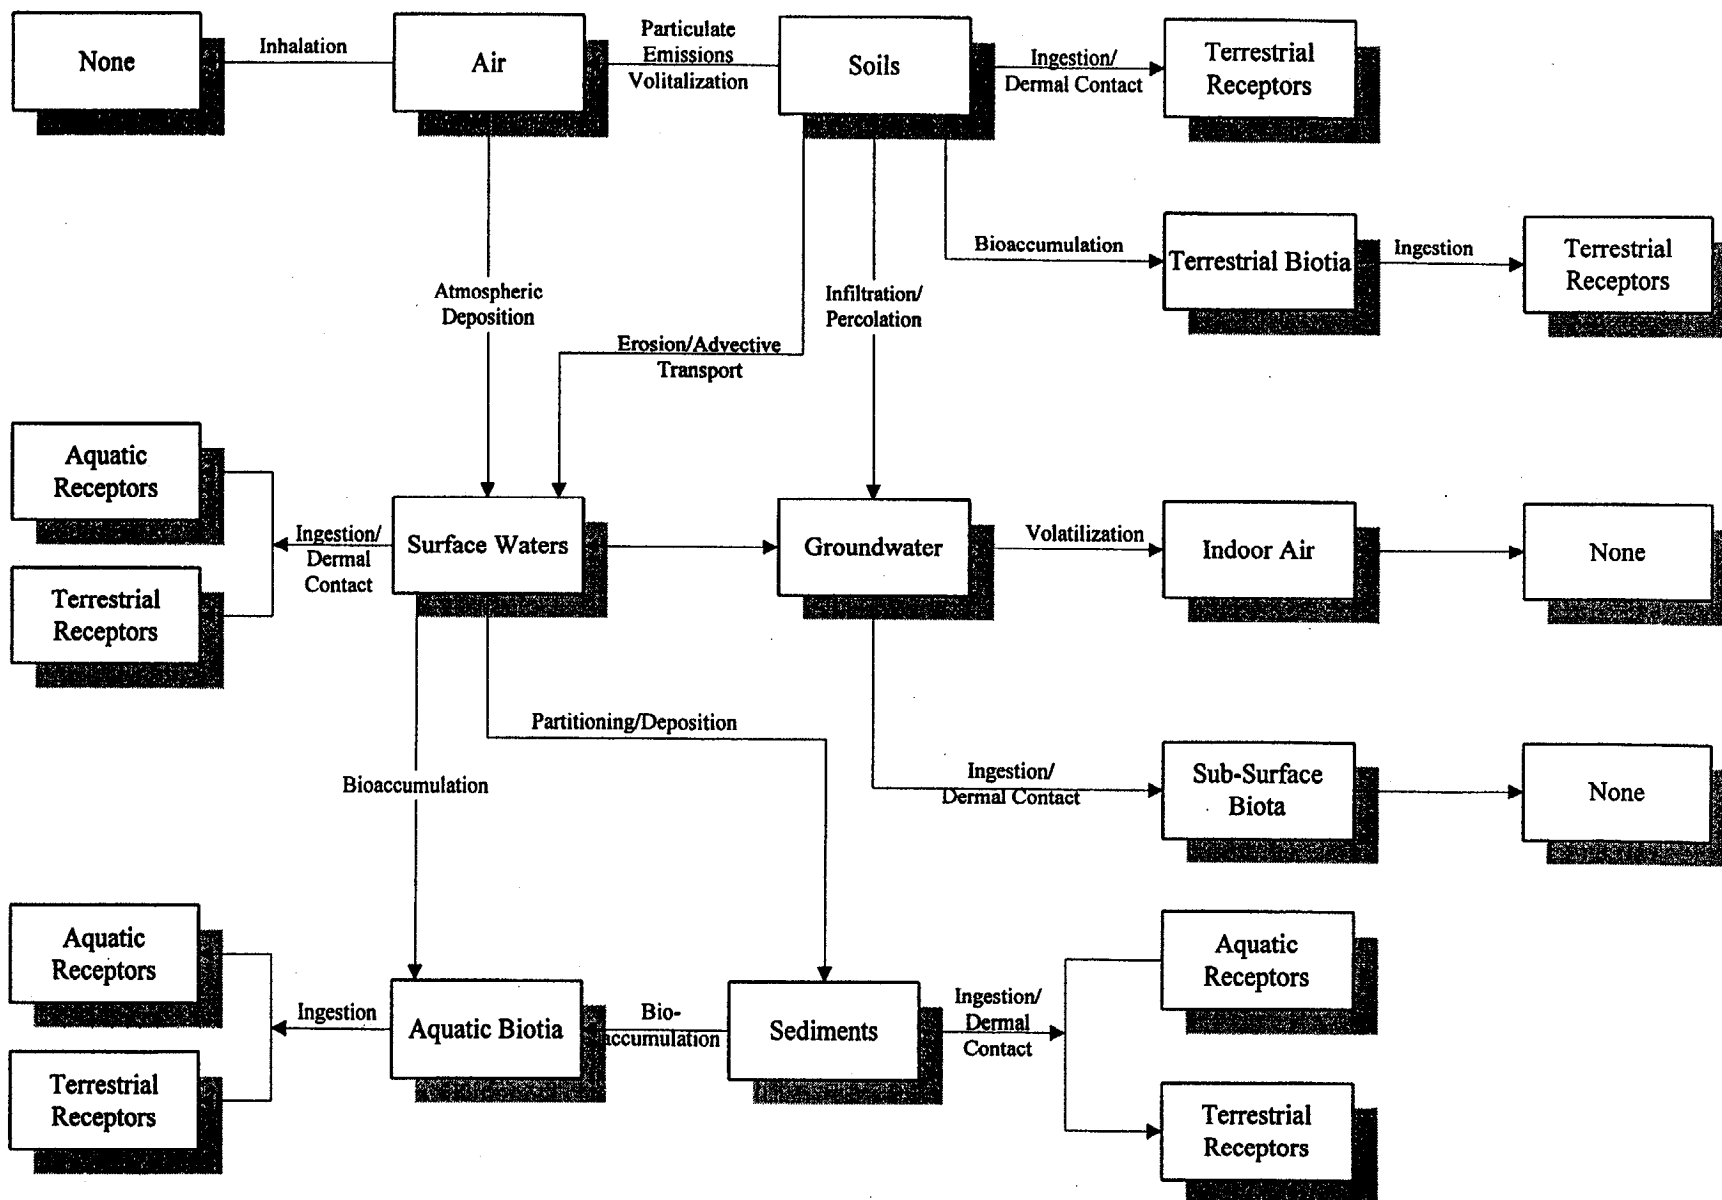 None
Inhalation
Air
Particulate
Emissions
Volitalization
Soils
Ingestion/
Dermal Contact
Terrestrial
Receptors
Bioaccumulation
Terrestrial Biotia
Ingestion
Terrestrial
Receptors
Atmospheric
Deposition
Infiltration/
Percolation
Erosion/Advective
Transport
Aquatic
Receptors
Terrestrial
Receptors
Ingestion/
Dermal
Contact
Surface Waters
Groundwater
Volatilization
Indoor Air
None
Partitioning/Deposition
Bioaccumulation
Ingestion/
Dermal Contact
Sub-Surface
Biota
None
Aquatic
Receptors
Terrestrial
Receptors
Ingestion
Aquatic Biotia
Bio-
accumulation
Sediments
Ingestion/
Dermal
Contact
Aquatic
Receptors
Terrestrial
Receptors